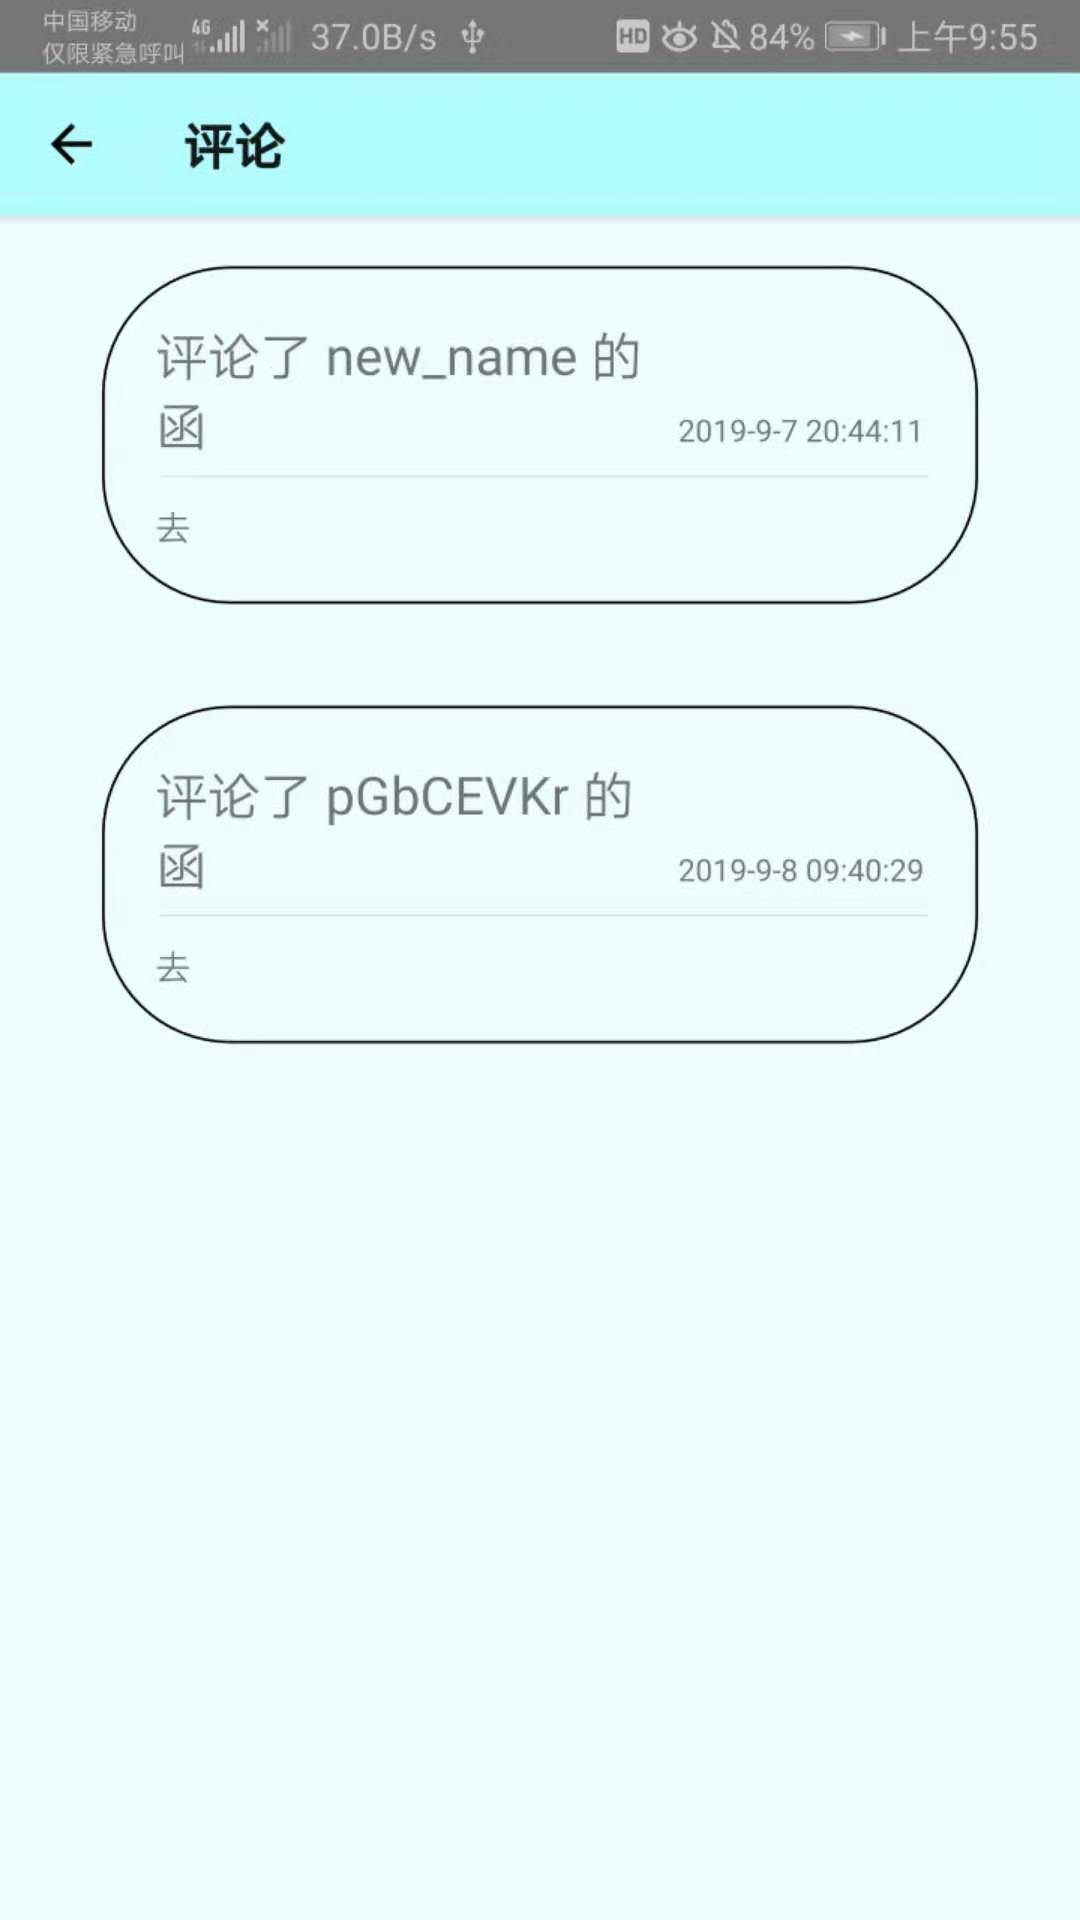 中国移动
仅限紧急呼叫 4G 37.0B/s HD 84% 上午9:55
评论
评论了 new_name 的
函 2019-9-7 20:44:11
去
评论了 pGbCEVKr 的
函 2019-9-8 09:40:29
去